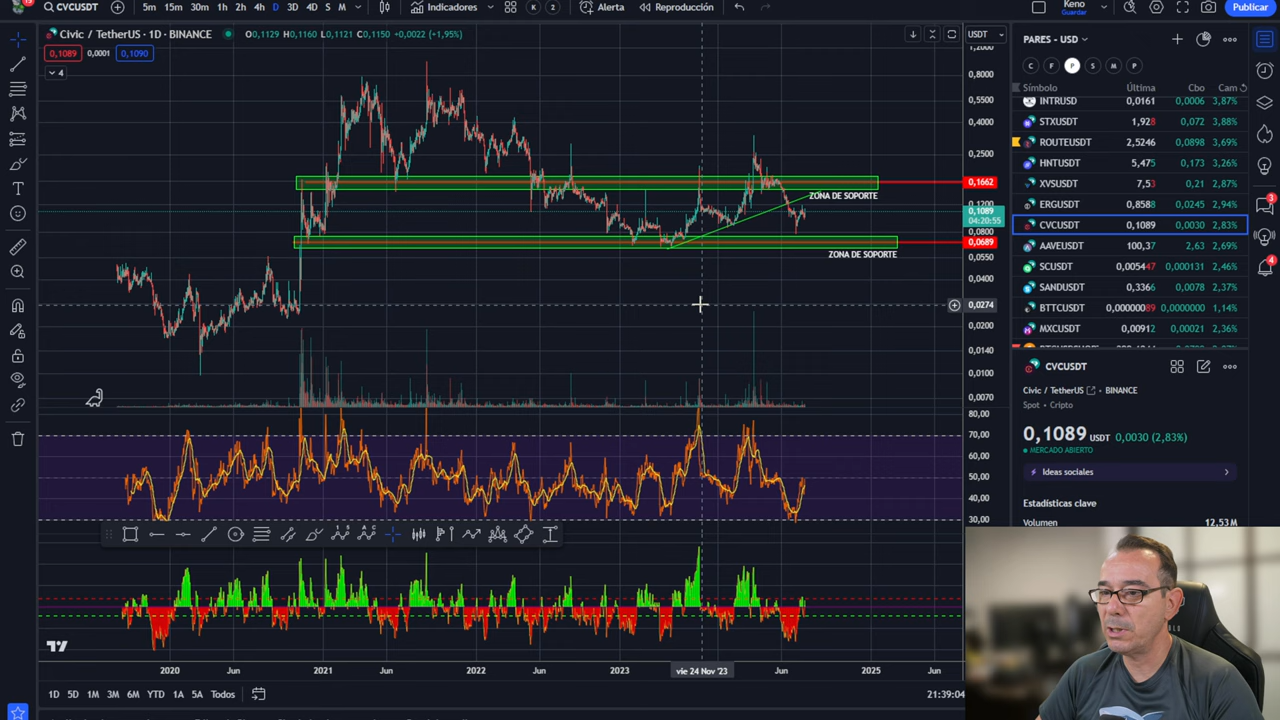 13
CVCUSDT
5m 15m 30m 1h 2h 4h D 3D 4D S M
Indicadores
Alerta
Reproducción
Keno
Guardar
Publicar
Civic / TetherUS · 1D · BINANCE
O0,1129 H0,1160 L0,1121 C0,1150 +0,0022 (+1,95%)
0,1089 0,0001 0,1090
4
USDT
1,2000
0,8000
0,5500
0,4000
0,2500
0,1662
0,1200
0,1089
04:20:55
0,0800
0,0689
0,0550
0,0400
0,0274
0,0200
0,0140
0,0100
0,0070
80,00
70,00
60,00
50,00
40,00
30,00
ZONA DE SOPORTE
ZONA DE SOPORTE
2020 Jun 2021 Jun 2022 Jun 2023 vie 24 Nov '23 Jun 2025 Jun
1D 5D 1M 3M 6M YTD 1A 5A Todos
21:39:04
PARES - USD
C F P S M P
Símbolo Última Cbo Cam
INTRUSD 0,0161 0,0006 3,87%
STXUSDT 1,928 0,072 3,88%
ROUTEUSDT 2,5246 0,0898 3,69%
HNTUSDT 5,475 0,173 3,26%
XVSUSDT 7,53 0,21 2,87%
ERGUSDT 0,8588 0,0245 2,94%
CVCUSDT 0,1089 0,0030 2,83%
AAVEUSDT 100,37 2,63 2,69%
SCUSDT 0,005447 0,000131 2,46%
SANDUSDT 0,3366 0,0078 2,37%
BTTCUSDT 0,00000089 0,0000000 1,14%
MXCUSDT 0,00912 0,00021 2,36%
CVCUSDT
Civic / TetherUS BINANCE
Spot · Cripto
0,1089 USDT 0,0030 (2,83%)
MERCADO ABIERTO
Ideas sociales
Estadísticas clave
Volumen 12,53 M
3
4